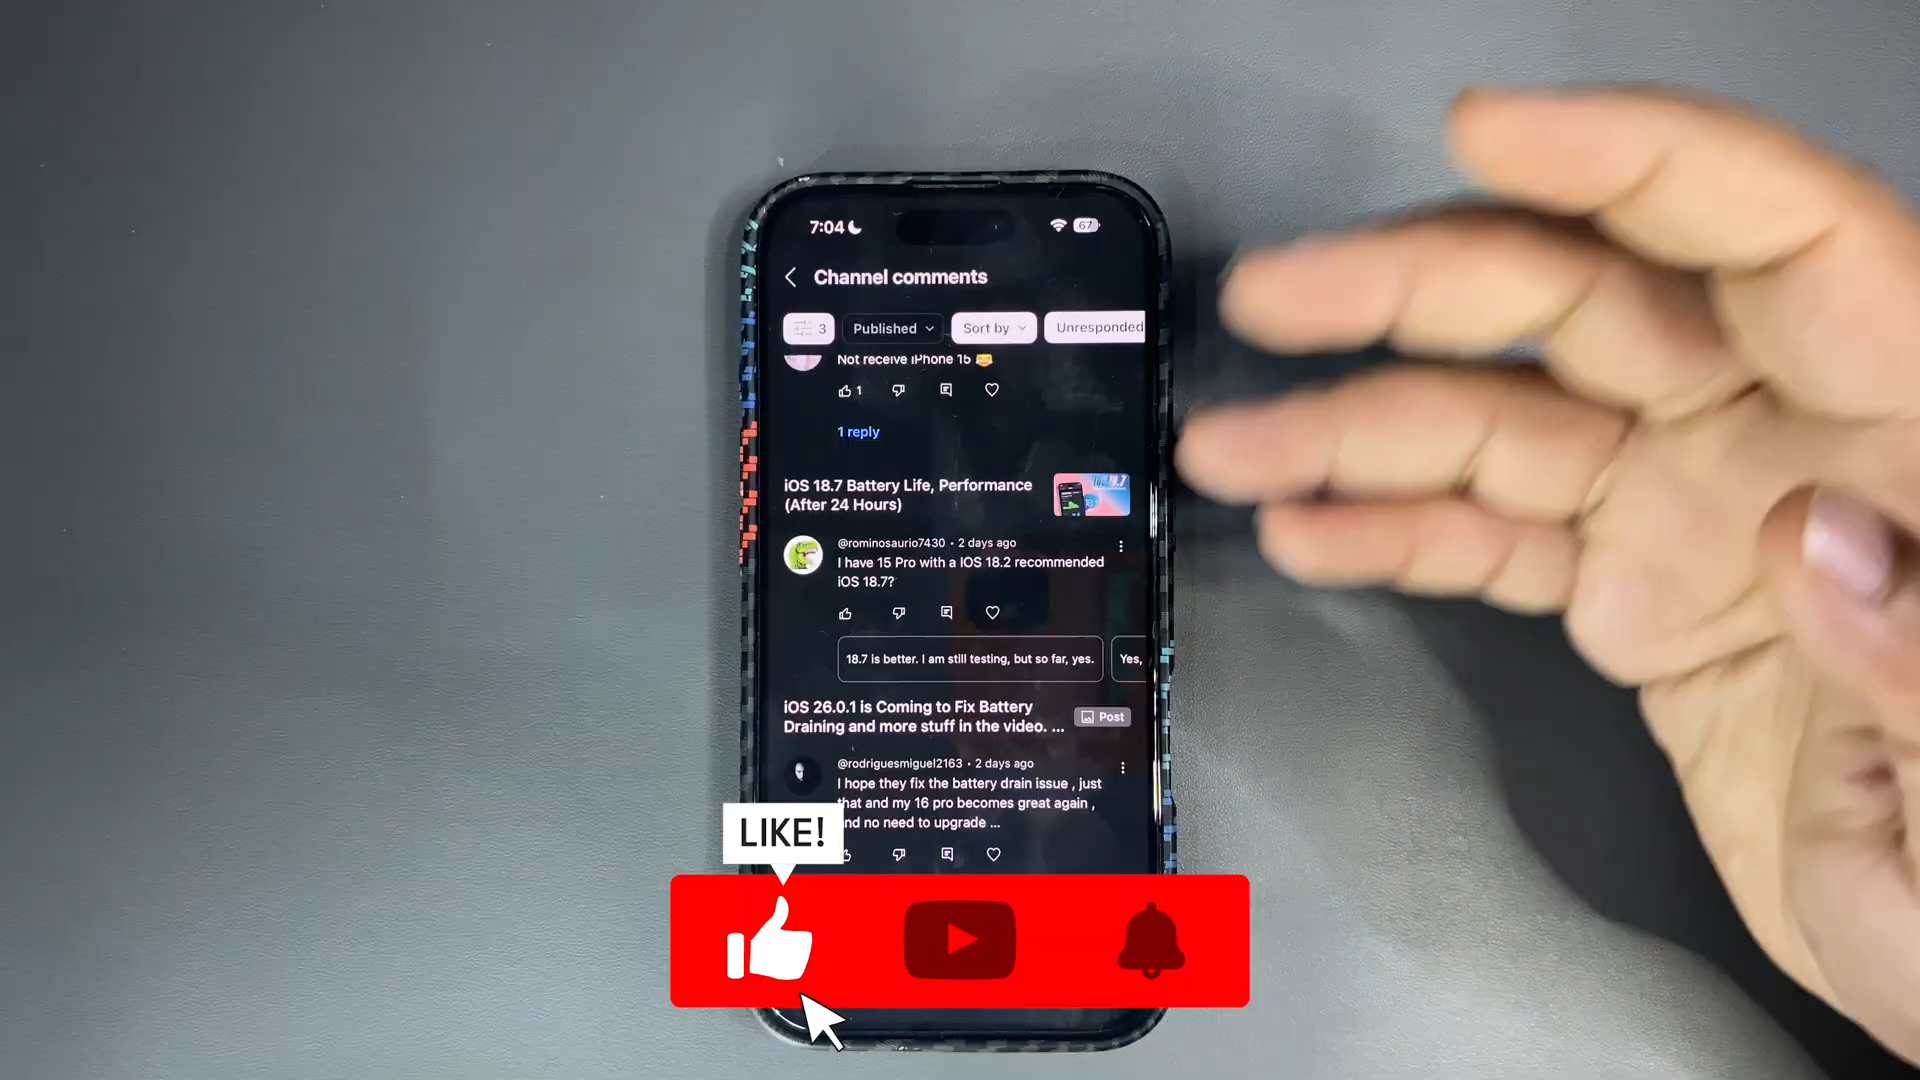 7:04
67
Channel comments
3
Published
Sort by
Unresponded
Not receive iPhone 15 😂
1
1 reply
iOS 18.7 Battery Life, Performance
(After 24 Hours)
@rominosaurio7430 • 2 days ago
I have 15 Pro with a IOS 18.2 recommended
iOS 18.7?
18.7 is better. I am still testing, but so far, yes.
Yes,
iOS 26.0.1 is Coming to Fix Battery
Draining and more stuff in the video. ...
Post
@rodriguesmiguel2163 • 2 days ago
I hope they fix the battery drain issue , just
that and my 16 pro becomes great again ,
and no need to upgrade ...
LIKE!